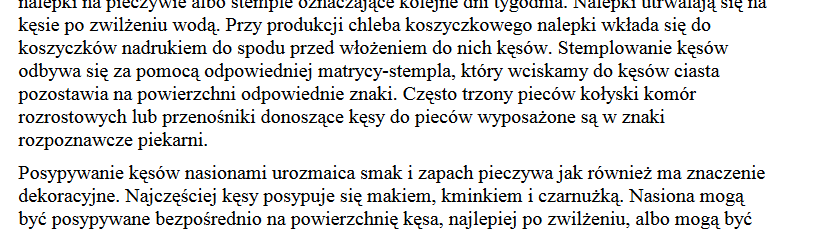 nalepki na pieczywie albo stemple oznaczające kolejne dni tygodnia. Nalepki utrwalają się na
kęsie po zwilżeniu wodą. Przy produkcji chleba koszyczkowego nalepki wkłada się do
koszyczków nadrukiem do spodu przed włożeniem do nich kęsów. Stemplowanie kęsów
odbywa się za pomocą odpowiedniej matrycy-stempla, który wciskamy do kęsów ciasta
pozostawia na powierzchni odpowiednie znaki. Często trzony pieców kołyski komór
rozrostowych lub przenośniki donoszące kęsy do pieców wyposażone są w znaki
rozpoznawcze piekarni.
Posypywanie kęsów nasionami urozmaica smak i zapach pieczywa jak również ma znaczenie
dekoracyjne. Najczęściej kęsy posypuje się makiem, kminkiem i czarnużką. Nasiona mogą
być posypywane bezpośrednio na powierzchnię kęsa, najlepiej po zwilżeniu, albo mogą być